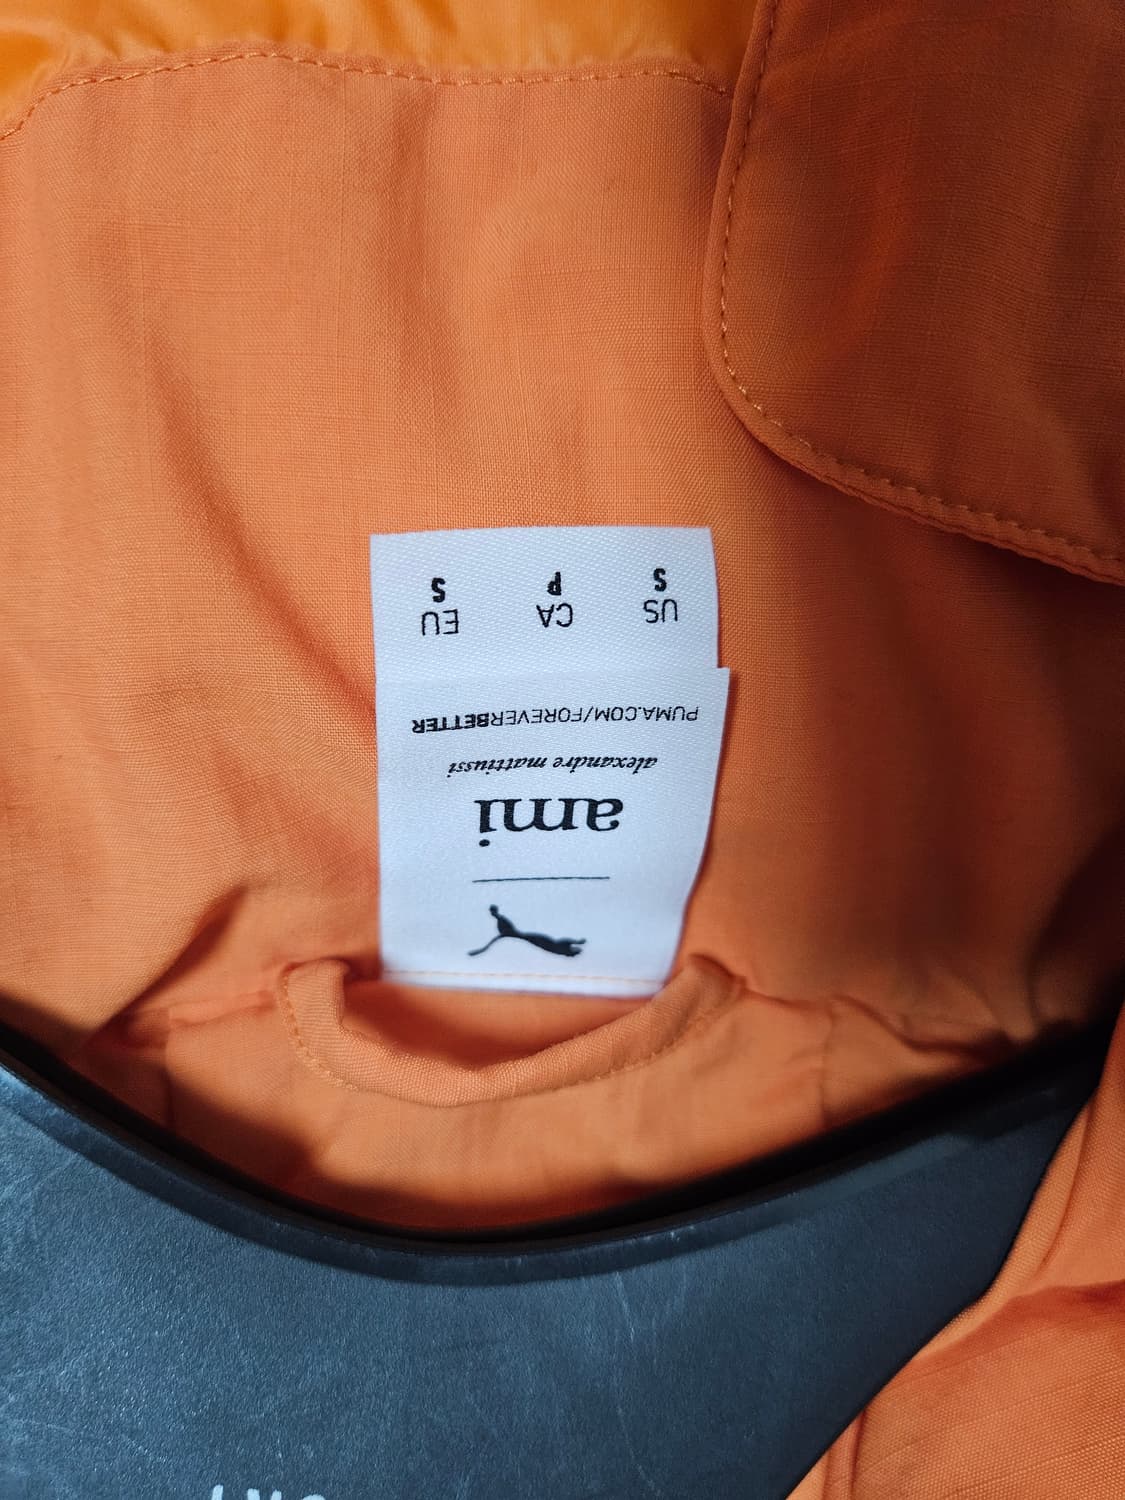 ami
alexandre mattiussi
PUMA.COM/FOREVERBETTER
US CA EU
S P S